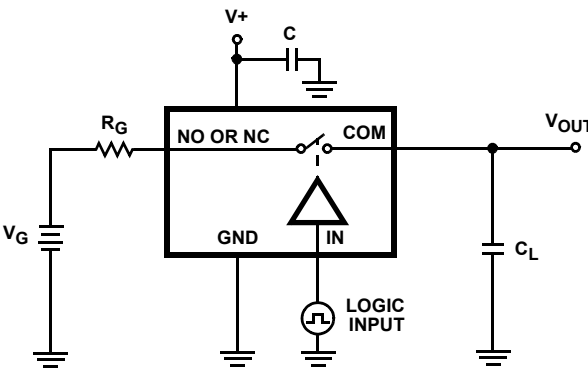 V+
C
RG
NO OR NC
COM
VOUT
VG
GND
IN
CL
LOGIC
INPUT